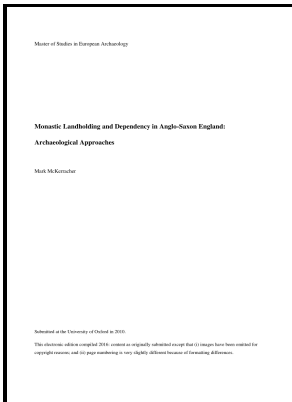 Master of Studies in European Archaeology
Monastic Landholding and Dependency in Anglo-Saxon England:
Archaeological Approaches
Mark McKerracher
Submitted at the University of Oxford in 2010.
This electronic edition compiled 2016: content as originally submitted except that (i) images have been omitted for
copyright reasons; and (ii) page numbering is very slightly different because of formatting differences.